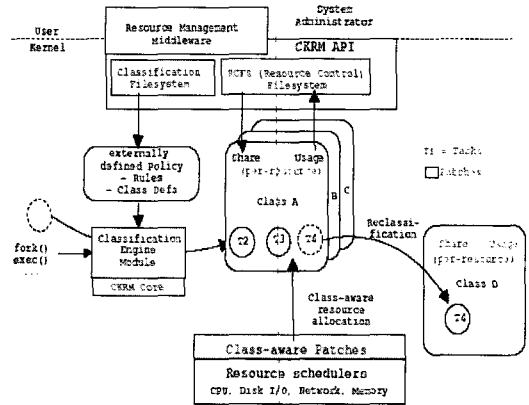 System
Administrator
Resource Management
Middleware
User
Kernel
CKRM API
Classification
Filesystem
RCFS (Resource Control)
Filesystem
externally
defined Policy
- Rules
- Class Defs
Share Usage
(per-resource)
Class A
B
C
Ti = Tasks
Patches
fork()
exec()
...
Classification
Engine
Module
CKRM Core
T2 T3 T4
Reclassi-
fication
Share Usage
(per-resource)
Class D
T4
Class-aware
resource
allocation
Class-aware Patches
Resource schedulers
CPU, Disk I/O, Network, Memory